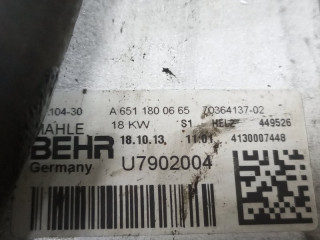 104-30 A 651 180 06 65 70364137-02
MAHLE 18 KW S1 HEL2 449526
BEHR 18.10.13, 11:01 4130007448
Germany U7902004